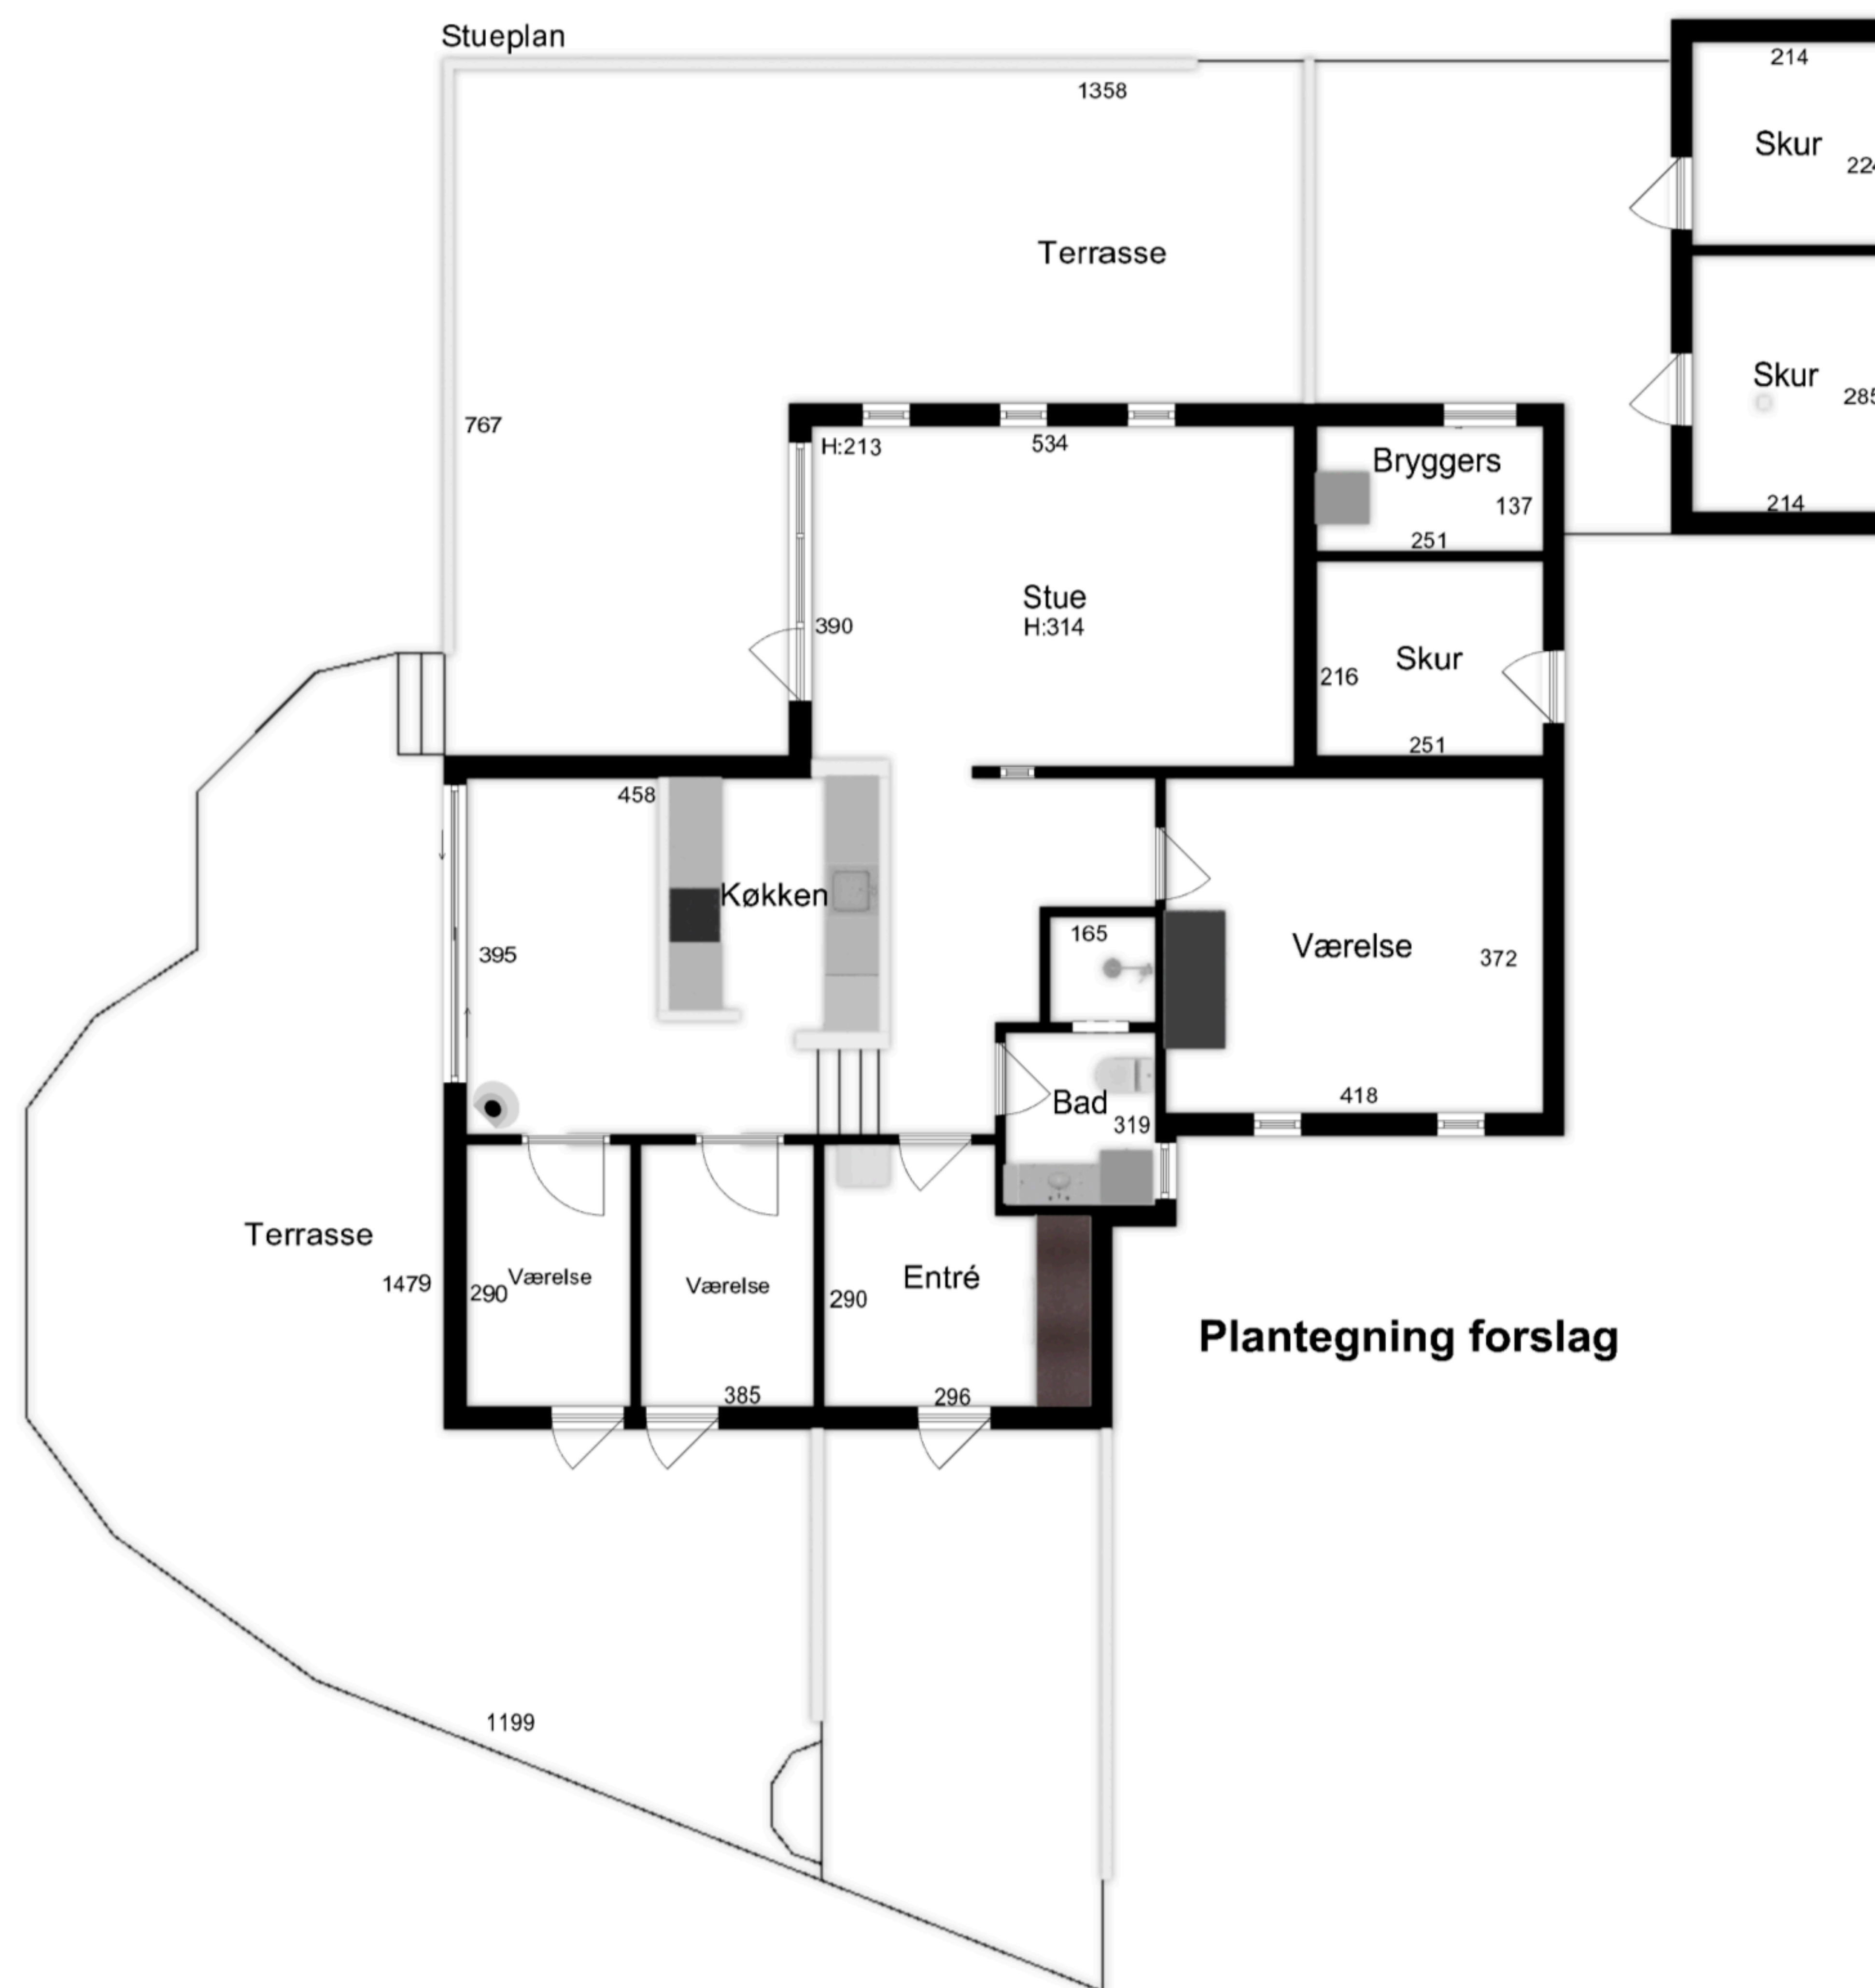 Stueplan
214
1358
Skur
224
Terrasse
Skur
285
767
H:213
534
Bryggers
137
214
251
Stue
H:314
390
Skur
216
251
458
Køkken
165
Værelse
372
395
418
Bad
319
Terrasse
1479
290
Værelse
Værelse
290
Entré
Plantegning forslag
385
296
1199